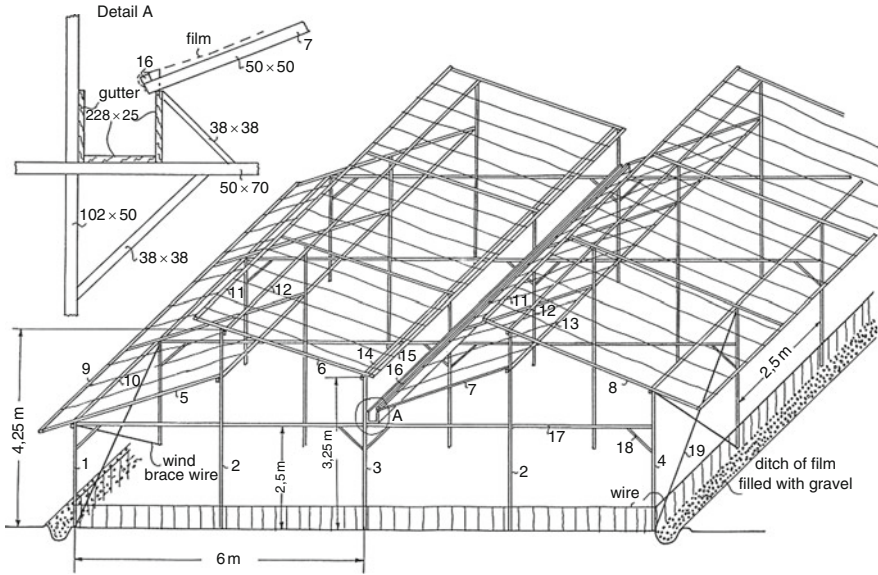 Detail A
film
7
16
50 × 50
gutter
228 × 25
38 × 38
50 × 70
102 × 50
38 × 38
11
12
11
12
13
9
10
5
6
14
15
16
7
8
A
4,25 m
2,5 m
3,25 m
2,5 m
17
18
19
1
wind
brace wire
2
3
2
4
wire
ditch of film
filled with gravel
6 m